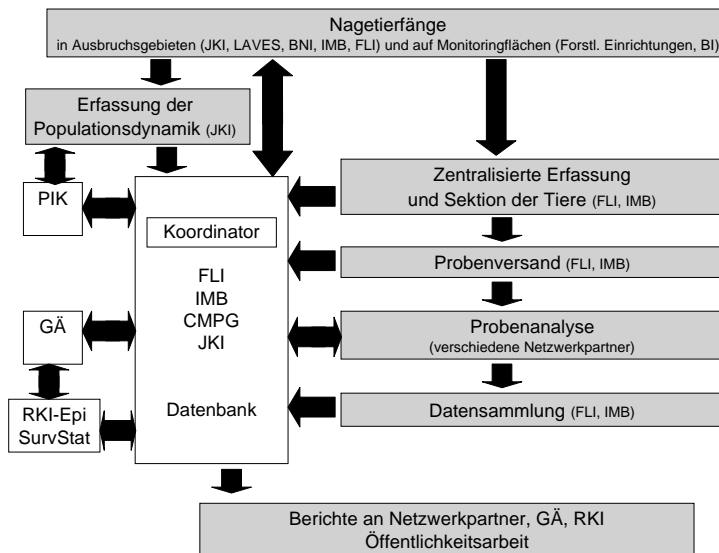 Nagetierfänge
in Ausbruchsgebieten (JKI, LAVES, BNI, IMB, FLI) und auf Monitoringflächen (Forstl. Einrichtungen, BI)
Erfassung der
Populationsdynamik (JKI)
PIK
Koordinator
FLI
IMB
CMPG
JKI
Datenbank
GÄ
RKI-Epi
SurvStat
Zentralisierte Erfassung
und Sektion der Tiere (FLI, IMB)
Probenversand (FLI, IMB)
Probenanalyse
(verschiedene Netzwerkpartner)
Datensammlung (FLI, IMB)
Berichte an Netzwerkpartner, GÄ, RKI
Öffentlichkeitsarbeit